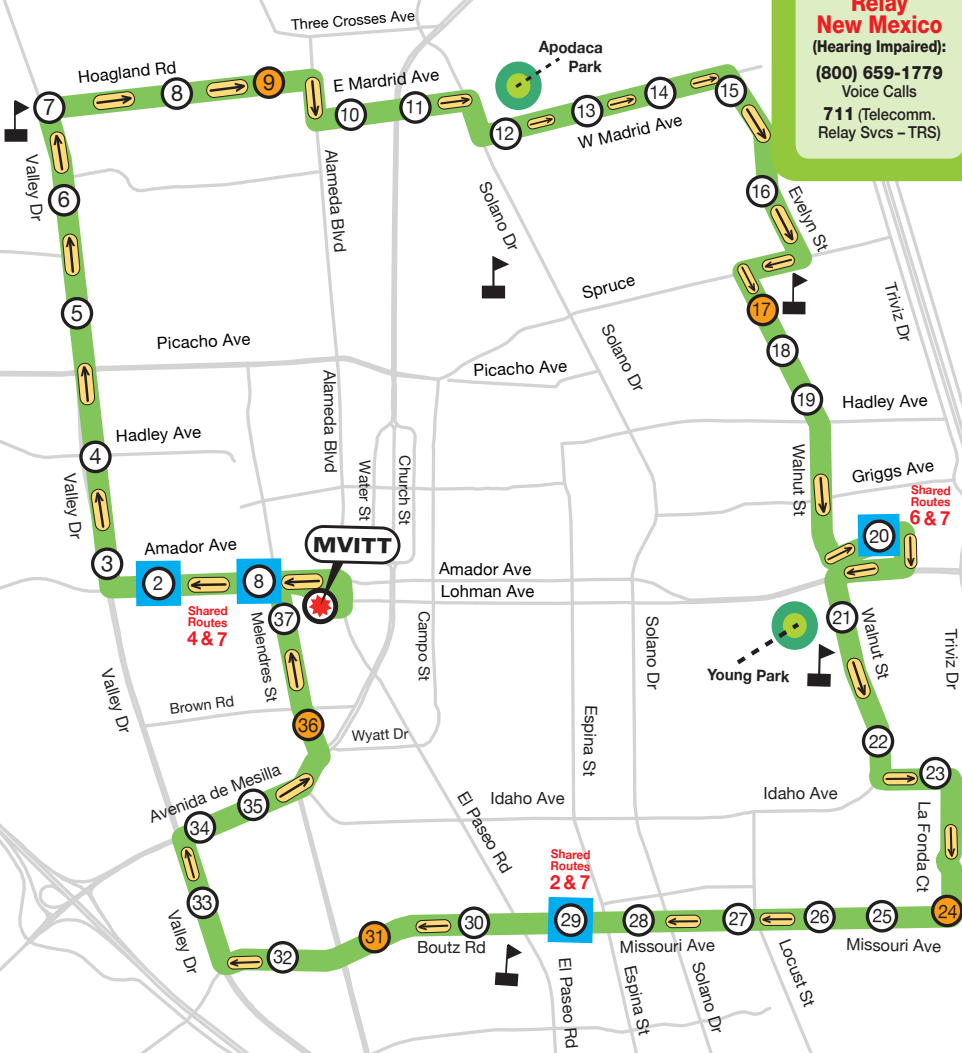 Three Crosses Ave
Relay
New Mexico
(Hearing Impaired):
(800) 659-1779
Voice Calls
711 (Telecomm.
Relay Svcs – TRS)
Apodaca
Park
Hoagland Rd
E Mardrid Ave
7
8
9
10
11
12
13
14
15
W Madrid Ave
Valley Dr
6
Alameda Blvd
Solano Dr
16
Evelyn St
5
Spruce
17
Triviz Dr
Picacho Ave
Picacho Ave
Solano Dr
18
19
Hadley Ave
Hadley Ave
4
Alameda Blvd
Water St
Church St
Walnut St
Griggs Ave
Valley Dr
Shared
Routes
6 & 7
20
Amador Ave
MVITT
3
2
8
Amador Ave
Lohman Ave
Shared
Routes
4 & 7
37
21
Melendres St
Campo St
Solano Dr
Walnut St
Triviz Dr
Young Park
Valley Dr
Brown Rd
36
Wyatt Dr
Espina St
22
23
Avenida de Mesilla
35
34
Idaho Ave
Idaho Ave
El Paseo Rd
La Fonda Ct
Shared
Routes
2 & 7
33
32
31
30
29
28
27
26
25
24
Valley Dr
Boutz Rd
Missouri Ave
Missouri Ave
El Paseo Rd
Espina St
Solano Dr
Locust St